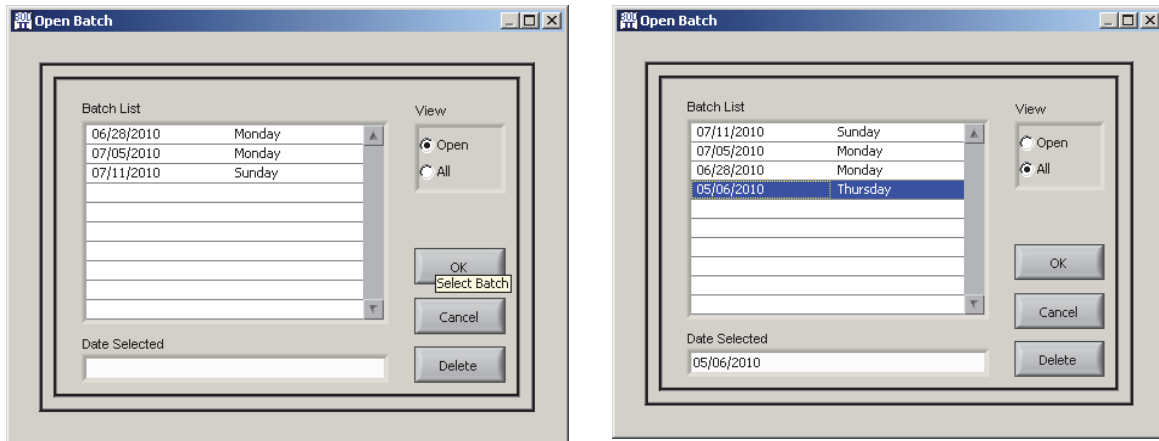 Open Batch
Batch List
View
06/28/2010 Monday
07/05/2010 Monday
07/11/2010 Sunday
Open
All
OK
Select Batch
Cancel
Date Selected
Delete
Open Batch
Batch List
View
07/11/2010 Sunday
07/05/2010 Monday
06/28/2010 Monday
05/06/2010 Thursday
Open
All
OK
Cancel
Date Selected
05/06/2010
Delete